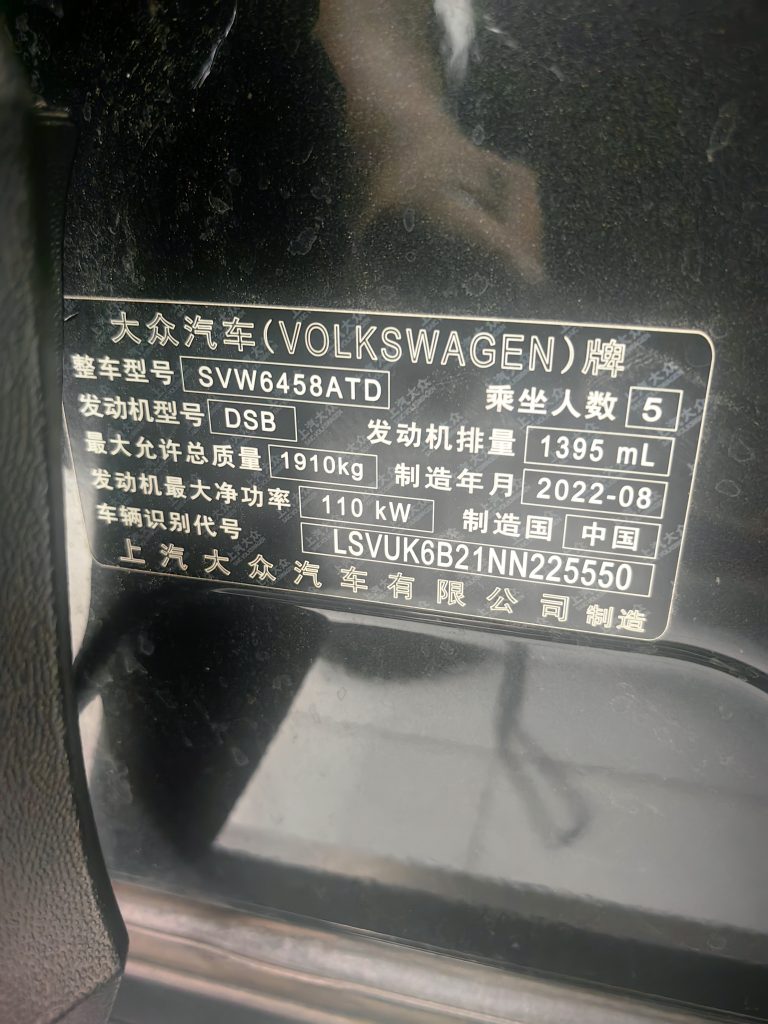 大众汽车(VOLKSWAGEN)牌
整车型号 SVW6458ATD 乘坐人数 5
发动机型号 DSB 发动机排量 1395 mL
最大允许总质量 1910kg 制造年月 2022-08
发动机最大净功率 110 kW 制造国 中国
车辆识别代号 LSVUK6B21NN225550
上汽大众汽车有限公司 制造